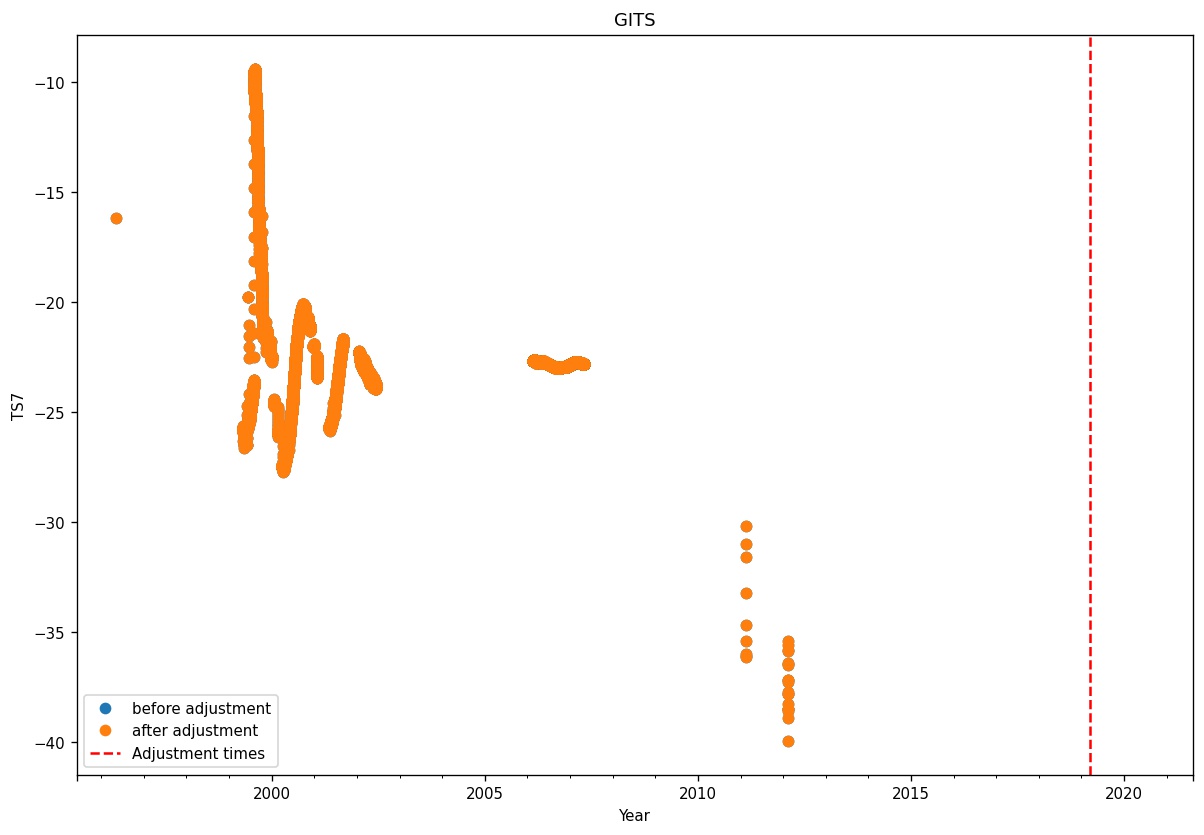 GITS
TS7
−10
−15
−20
−25
−30
−35
−40
before adjustment
after adjustment
Adjustment times
2000
2005
2010
2015
2020
Year